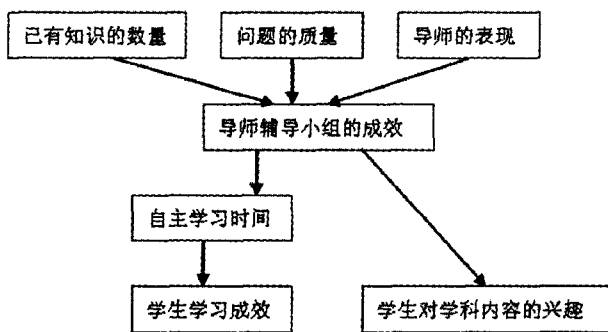 已有知识的数量
问题的质量
导师的表现
导师辅导小组的成效
自主学习时间
学生学习成效
学生对学科内容的兴趣